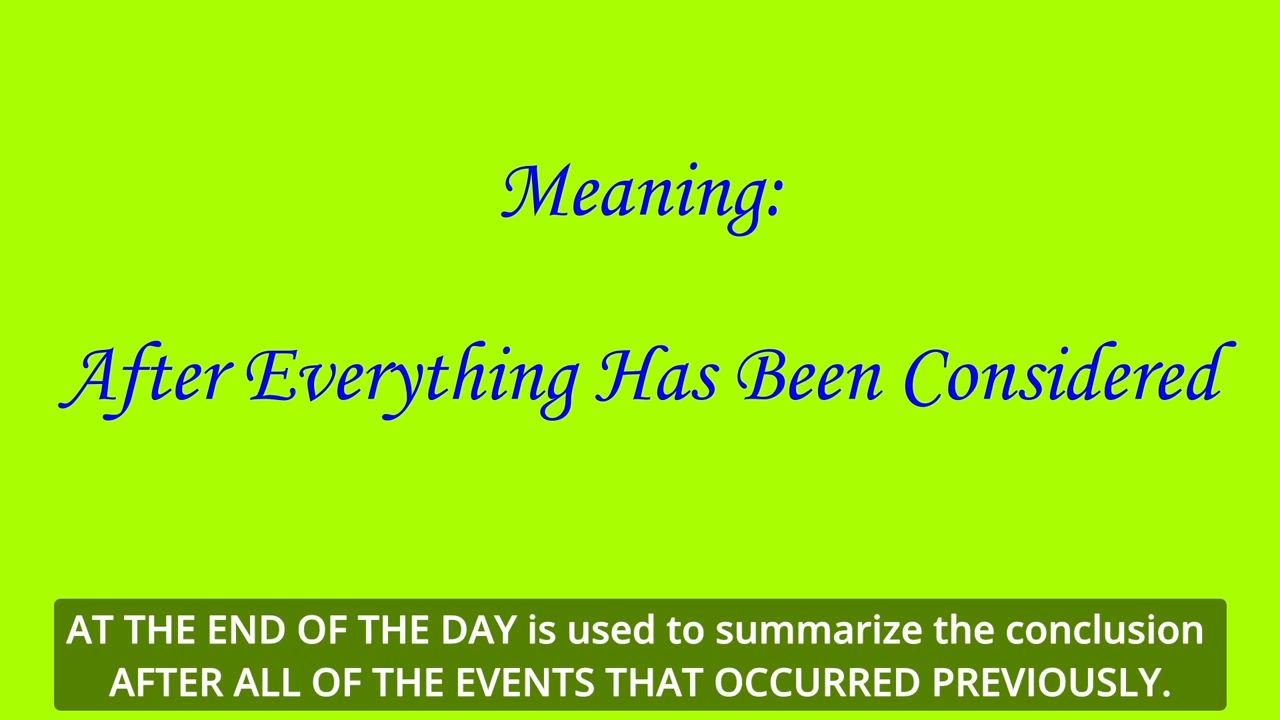 Meaning:
After Everything Has Been Considered
AT THE END OF THE DAY is used to summarize the conclusion
AFTER ALL OF THE EVENTS THAT OCCURRED PREVIOUSLY.